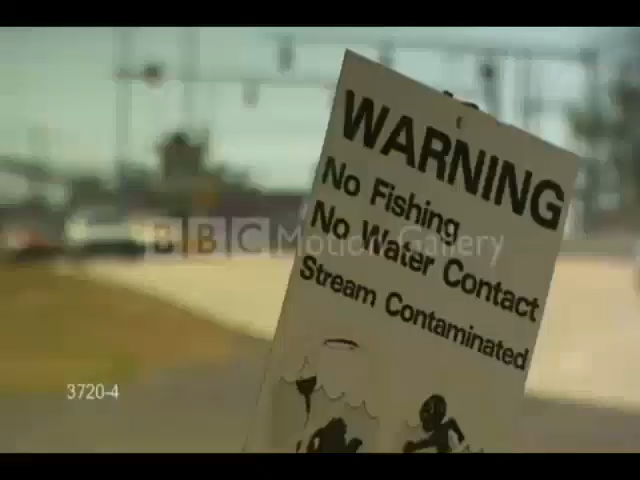 WARNING
No Fishing
No Water Contact
Stream Contaminated
BBC Motion Gallery
3720-4